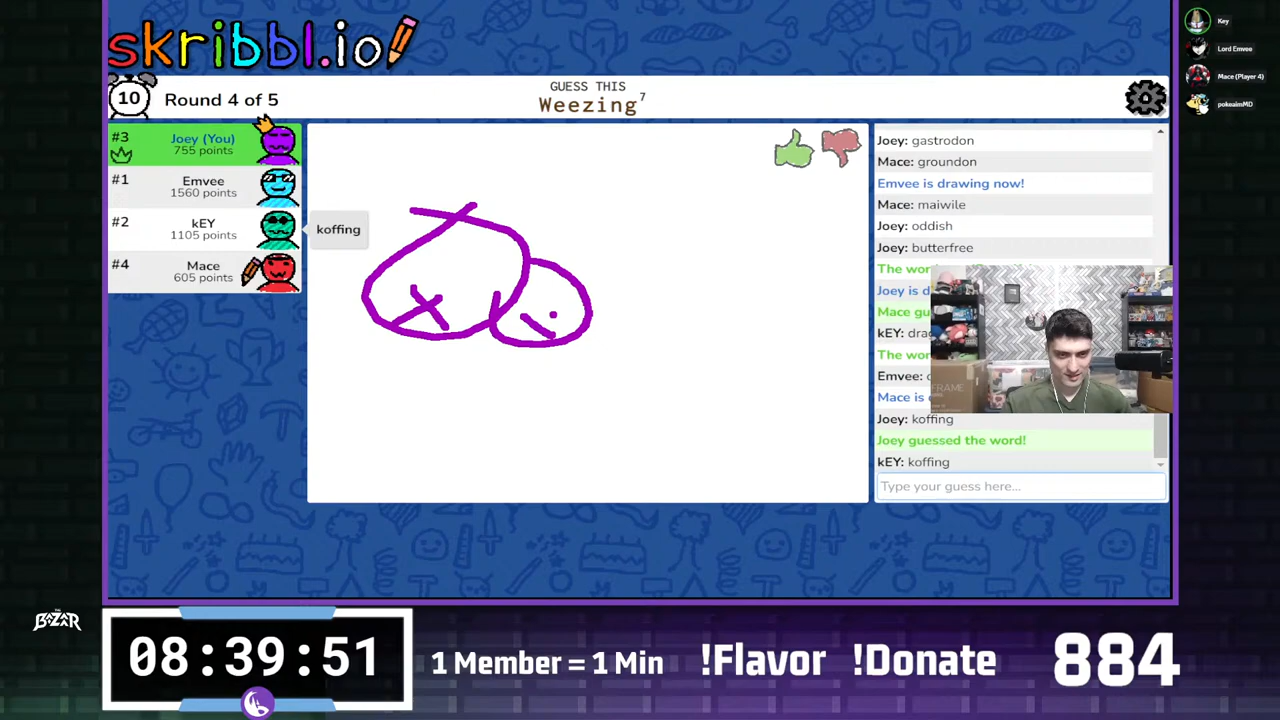 skribbl.io
10
Round 4 of 5
GUESS THIS
Weezing 7
#3
Joey (You)
755 points
#1
Emvee
1560 points
#2
kEY
1105 points
koffing
#4
Mace
605 points
Joey: gastrodon
Mace: groundon
Emvee is drawing now!
Mace: maiwile
Joey: oddish
Joey: butterfree
The wor
Joey is d
Mace gu
kEY: dra
The wor
Emvee:
Mace is
Joey: koffing
Joey guessed the word!
kEY: koffing
Type your guess here...
Key
Lord Emvee
Mace (Player 4)
pokeaimMD
THE BAZAR
08:39:51
1 Member = 1 Min
!Flavor
!Donate
884